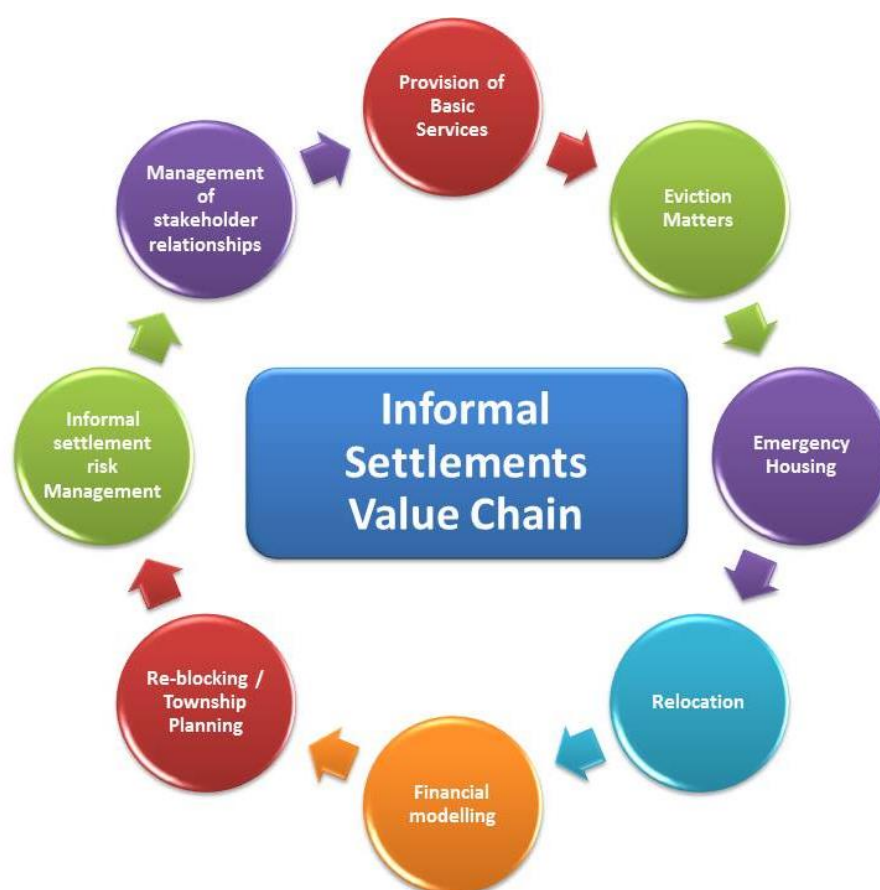 Provision of
Basic
Services
Eviction
Matters
Emergency
Housing
Relocation
Financial
modelling
Re-blocking /
Township
Planning
Informal
settlement
risk
Management
Management
of
stakeholder
relationships
Informal
Settlements
Value Chain